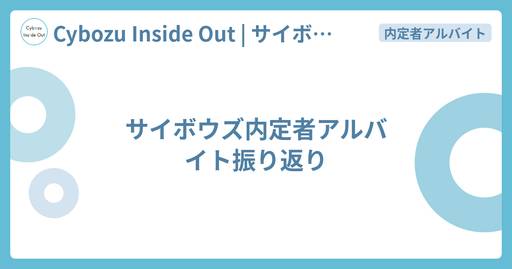 Cybozu
Inside Out
Cybozu Inside Out | サイボ…
内定者アルバイト
サイボウズ内定者アルバ
イト振り返り